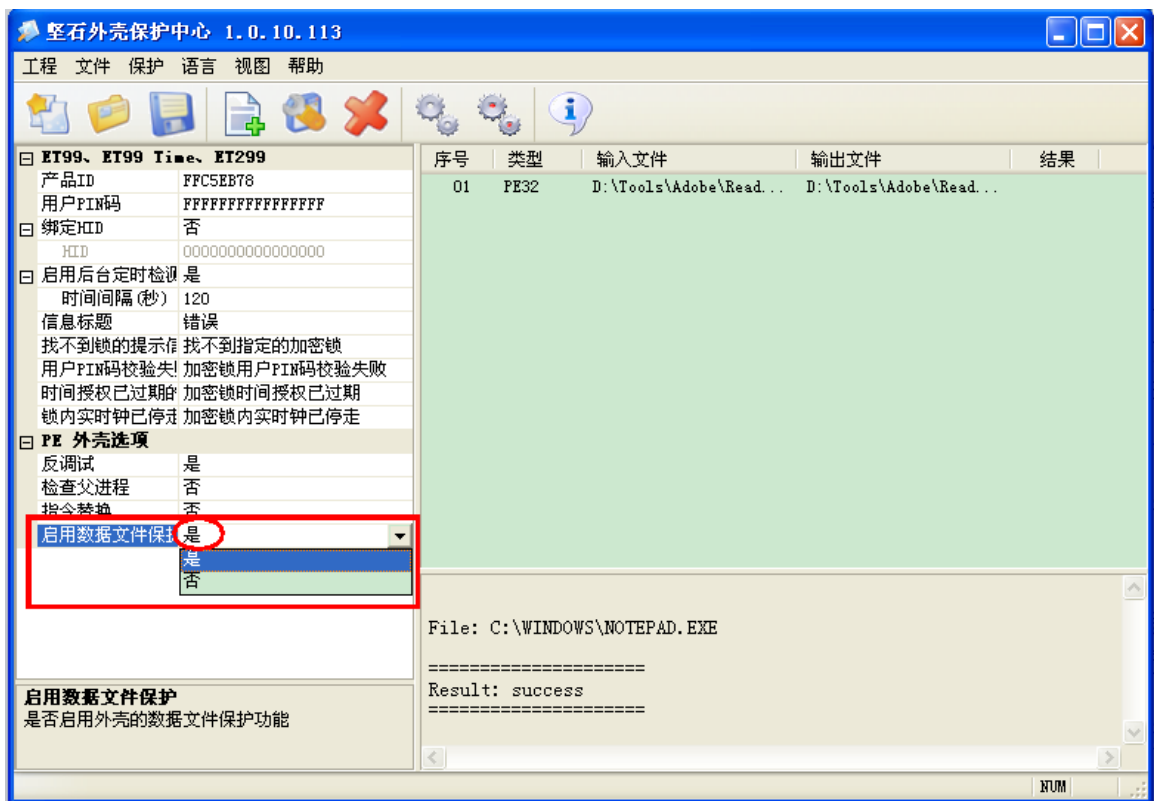 坚石外壳保护中心 1.0.10.113
工程 文件 保护 语言 视图 帮助
ET99、ET99 Time、ET299
产品ID FFC5EB78
用户PIN码 FFFFFFFFFFFFFFFF
绑定HID 否
HID 0000000000000000
启用后台定时检测 是
时间间隔(秒) 120
信息标题 错误
找不到锁的提示信 找不到指定的加密锁
用户PIN码校验失 加密锁用户PIN码校验失败
时间授权已过期的 加密锁时间授权已过期
锁内实时钟已停走 加密锁内实时钟已停走
PE 外壳选项
反调试 是
检查父进程 否
指令替换 否
启用数据文件保护 是
是
否
启用数据文件保护
是否启用外壳的数据文件保护功能
序号 类型 输入文件 输出文件 结果
01 PE32 D:\Tools\Adobe\Read... D:\Tools\Adobe\Read...
File: C:\WINDOWS\NOTEPAD.EXE
=====================
Result: success
=====================
NUM